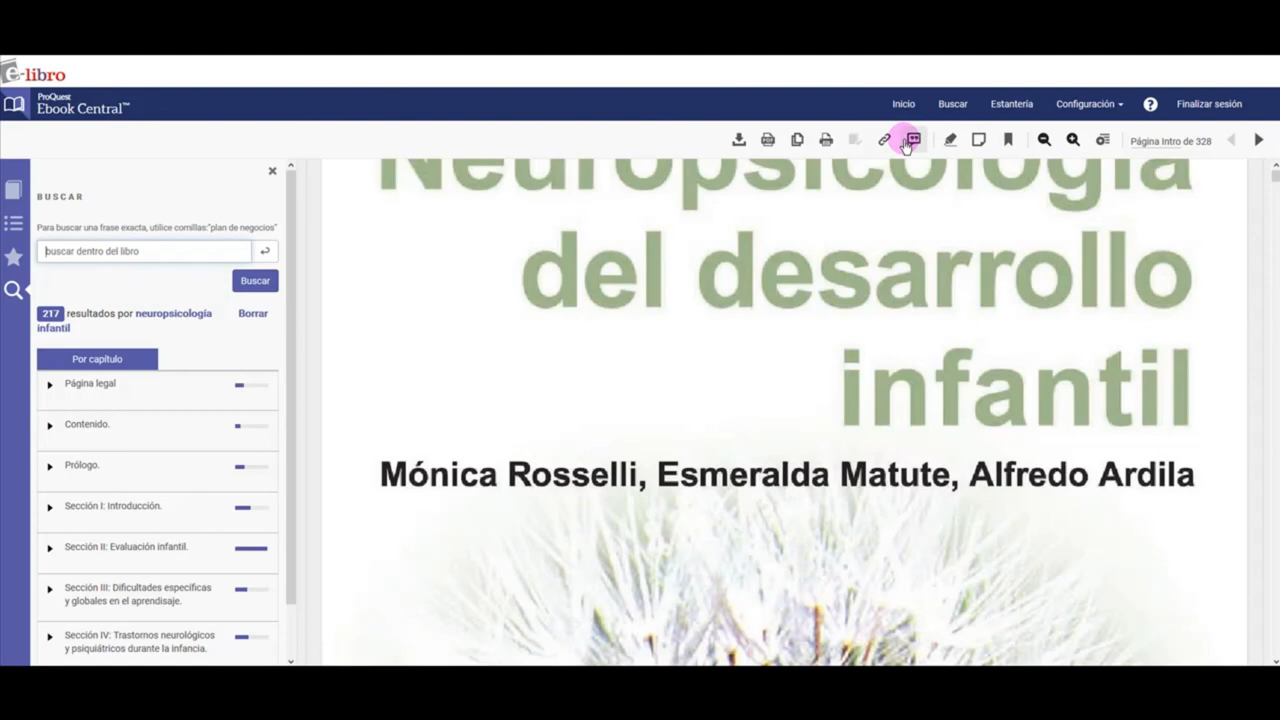 e-libro
ProQuest
Ebook Central™
Inicio
Buscar
Estantería
Configuración
Finalizar sesión
Página Intro de 328
BUSCAR
Para buscar una frase exacta, utilice comillas:"plan de negocios"
buscar dentro del libro
Buscar
217 resultados por neuropsicología
infantil
Borrar
Por capítulo
Página legal
Contenido.
Prólogo.
Sección I: Introducción.
Sección II: Evaluación infantil.
Sección III: Dificultades específicas
y globales en el aprendisaje.
Sección IV: Trastornos neurológicos
y psiquiátricos durante la infancia.
Neuropsicología
del desarrollo
infantil
Mónica Rosselli, Esmeralda Matute, Alfredo Ardila